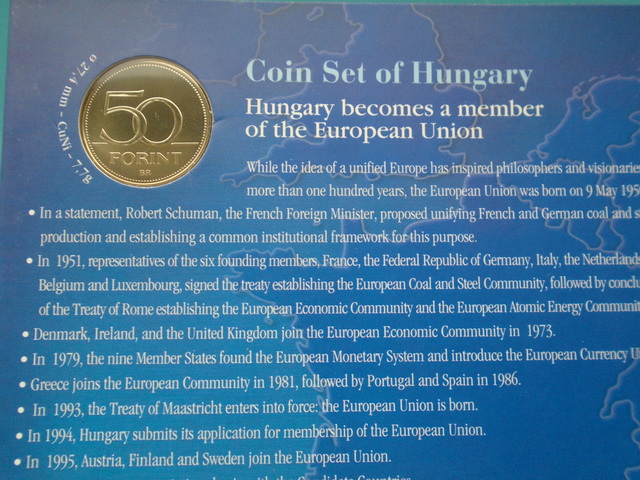 ø 27,4 mm - CuNi - 7,7g
50
FORINT
BP.
Coin Set of Hungary
Hungary becomes a member
of the European Union
While the idea of a unified Europe has inspired philosophers and visionarie
more than one hundred years, the European Union was born on 9 May 195
• In a statement, Robert Schuman, the French Foreign Minister, proposed unifying French and German coal and s
production and establishing a common institutional framework for this purpose.
• In 1951, representatives of the six founding members, France, the Federal Republic of Germany, Italy, the Netherlands
Belgium and Luxembourg, signed the treaty establishing the European Coal and Steel Community, followed by conclu
of the Treaty of Rome establishing the European Economic Community and the European Atomic Energy Communit
• Denmark, Ireland, and the United Kingdom join the European Economic Community in 1973.
• In 1979, the nine Member States found the European Monetary System and introduce the European Currency U
• Greece joins the European Community in 1981, followed by Portugal and Spain in 1986.
• In 1993, the Treaty of Maastricht enters into force: the European Union is born.
• In 1994, Hungary submits its application for membership of the European Union.
• In 1995, Austria, Finland and Sweden join the European Union.
with the Candidate Countries